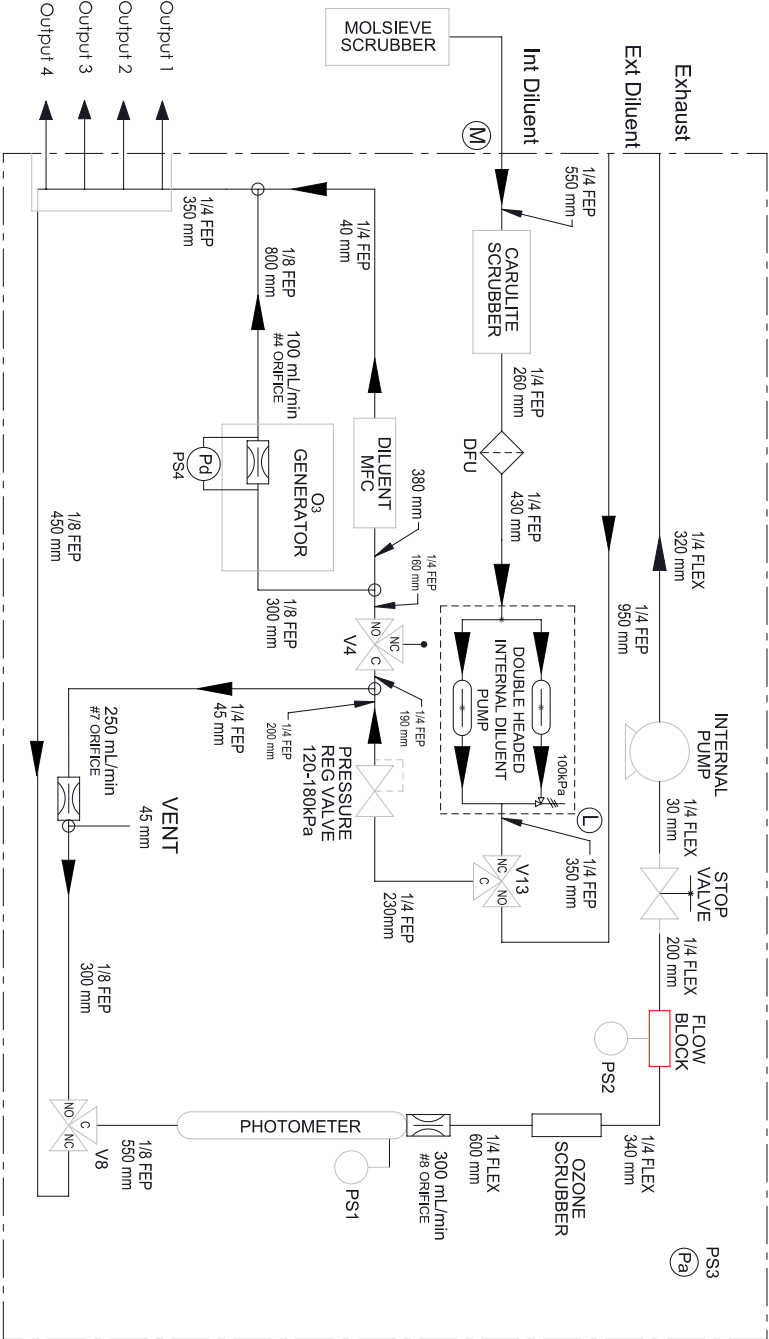 Output 1
Output 2
Output 3
Output 4
MOLSIEVE
SCRUBBER
Int Diluent
Ext Diluent
Exhaust
M
1/4 FEP
550 mm
CARULITE
SCRUBBER
1/4 FEP
260 mm
DFU
1/4 FEP
430 mm
DOUBLE HEADED
INTERNAL DILUENT
PUMP
100kPa
L
1/4 FEP
350 mm
V13
NC
NO
C
1/4 FEP
230mm
1/4 FEP
950 mm
1/4 FLEX
320 mm
INTERNAL
PUMP
1/4 FLEX
30 mm
STOP
VALVE
1/4 FLEX
200 mm
FLOW
BLOCK
PS2
1/4 FLEX
340 mm
OZONE
SCRUBBER
1/4 FLEX
600 mm
300 mL/min
#8 ORIFICE
PS1
PHOTOMETER
PS3
Pa
1/4 FEP
350 mm
1/4 FEP
40 mm
1/8 FEP
800 mm
100 mL/min
#4 ORIFICE
Pd
PS4
O3
GENERATOR
DILUENT
MFC
380 mm
1/4 FEP
160 mm
1/8 FEP
300 mm
NO
NC
C
V4
1/4 FEP
190 mm
1/4 FEP
200 mm
PRESSURE
REG VALVE
120-180kPa
1/4 FEP
45 mm
250 mL/min
#7 ORIFICE
VENT
45 mm
1/8 FEP
300 mm
1/8 FEP
450 mm
NO
C
NC
V8
1/8 FEP
550 mm